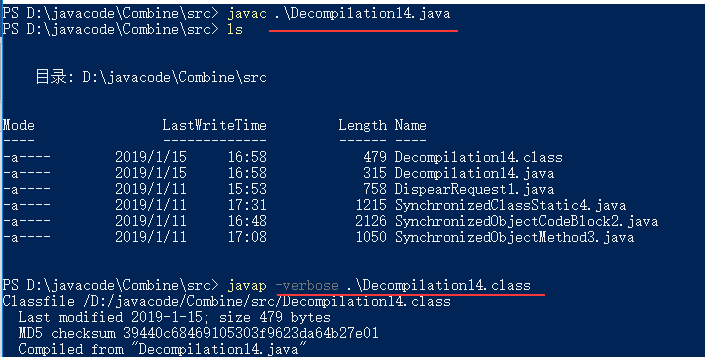 PS D:\javacode\Combine\src> javac .\Decompilation14.java
PS D:\javacode\Combine\src> ls
目录: D:\javacode\Combine\src
Mode LastWriteTime Length Name
---- ------------- ------ ----
-a---- 2019/1/15 16:58 479 Decompilation14.class
-a---- 2019/1/15 16:58 315 Decompilation14.java
-a---- 2019/1/11 15:53 758 DispearRequest1.java
-a---- 2019/1/11 17:31 1215 SynchronizedClassStatic4.java
-a---- 2019/1/11 16:48 2126 SynchronizedObjectCodeBlock2.java
-a---- 2019/1/11 17:08 1050 SynchronizedObjectMethod3.java
PS D:\javacode\Combine\src> javap -verbose .\Decompilation14.class
Classfile /D:/javacode/Combine/src/Decompilation14.class
Last modified 2019-1-15; size 479 bytes
MD5 checksum 39440c68469105303f9623da64b27e01
Compiled from "Decompilation14.java"